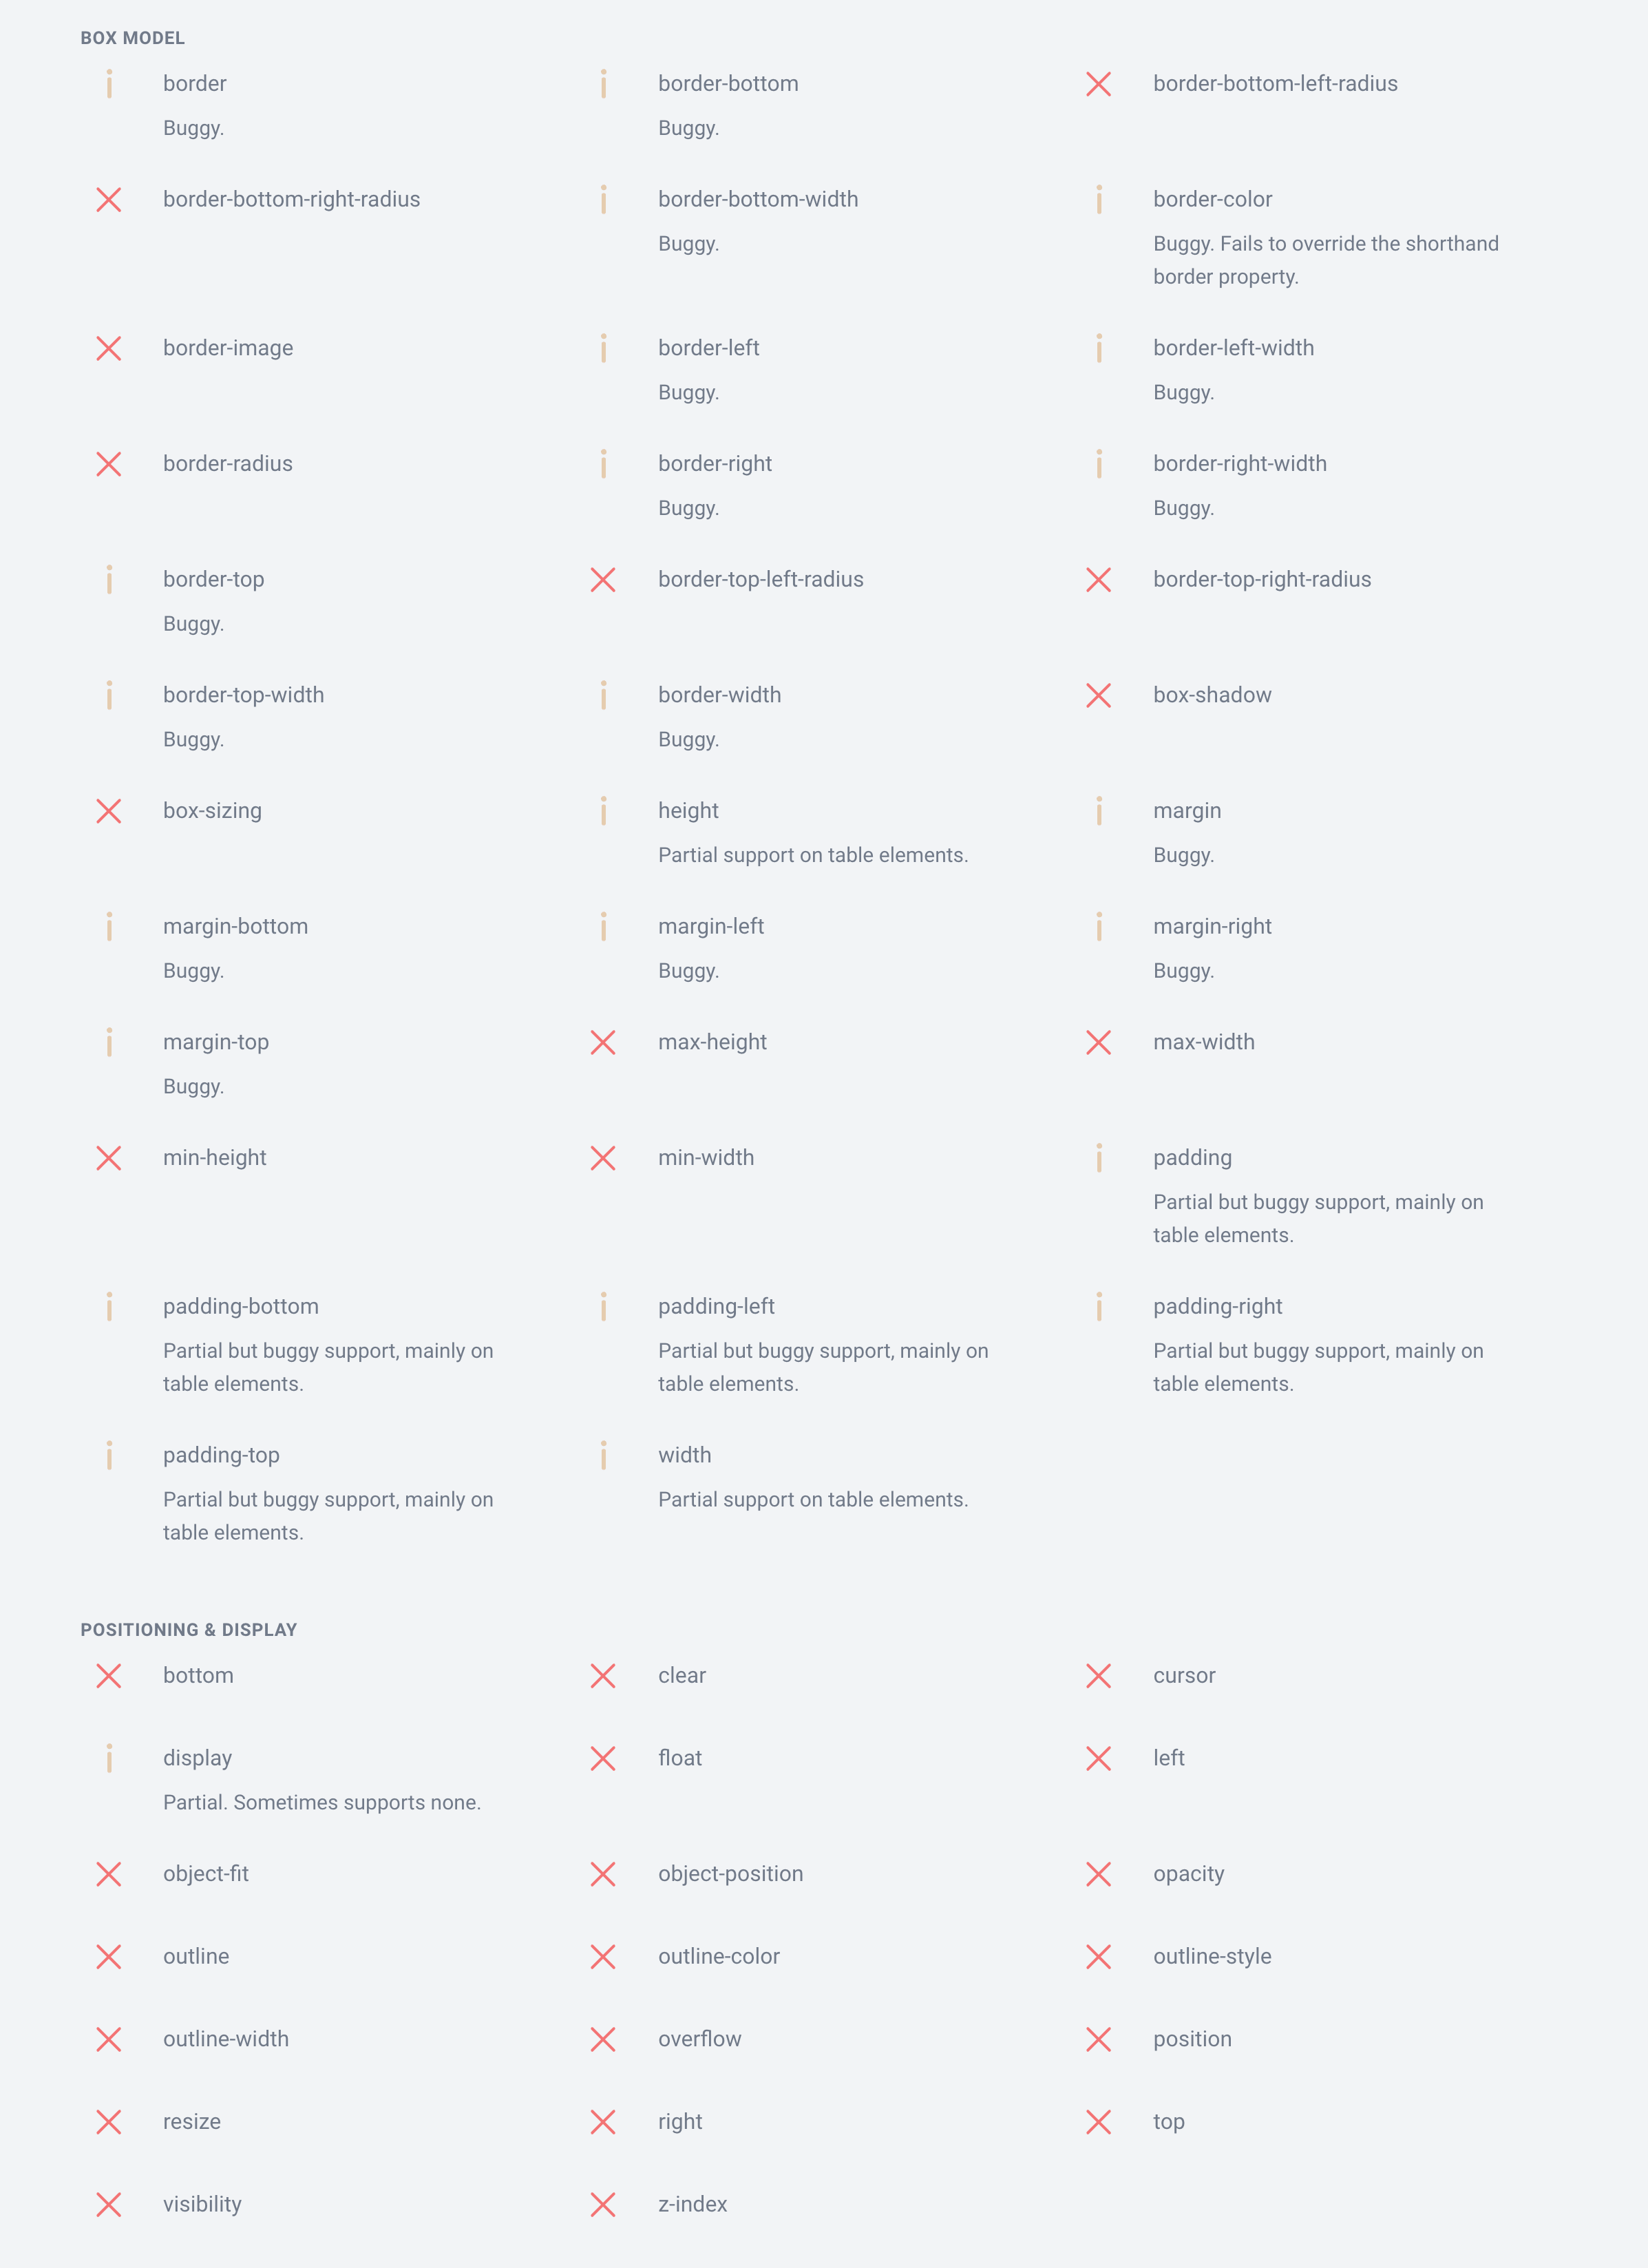 BOX MODEL
border
Buggy.
border-bottom
Buggy.
border-bottom-left-radius
border-bottom-right-radius
border-bottom-width
Buggy.
border-color
Buggy. Fails to override the shorthand
border property.
border-image
border-left
Buggy.
border-left-width
Buggy.
border-radius
border-right
Buggy.
border-right-width
Buggy.
border-top
Buggy.
border-top-left-radius
border-top-right-radius
border-top-width
Buggy.
border-width
Buggy.
box-shadow
box-sizing
height
Partial support on table elements.
margin
Buggy.
margin-bottom
Buggy.
margin-left
Buggy.
margin-right
Buggy.
margin-top
Buggy.
max-height
max-width
min-height
min-width
padding
Partial but buggy support, mainly on
table elements.
padding-bottom
Partial but buggy support, mainly on
table elements.
padding-left
Partial but buggy support, mainly on
table elements.
padding-right
Partial but buggy support, mainly on
table elements.
padding-top
Partial but buggy support, mainly on
table elements.
width
Partial support on table elements.
POSITIONING & DISPLAY
bottom
clear
cursor
display
Partial. Sometimes supports none.
float
left
object-fit
object-position
opacity
outline
outline-color
outline-style
outline-width
overflow
position
resize
right
top
visibility
z-index